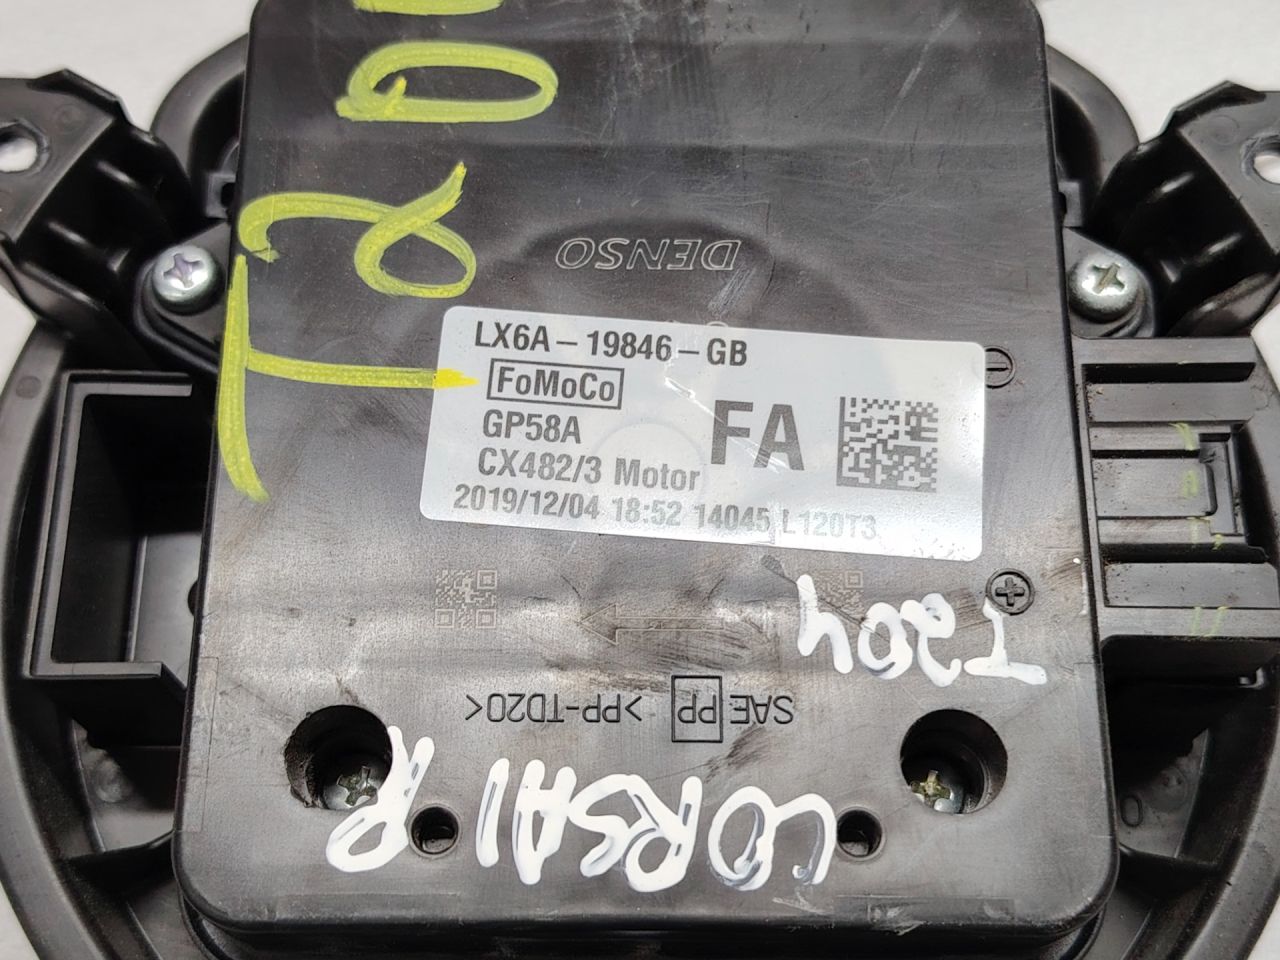 T20
DENSO
LX6A-19846-GB
FoMoCo
GP58A
FA
CX482/3 Motor
2019/12/04 18:52 14045 L120T3
T204
SAE PP >PP-TD20<
CORSAIR